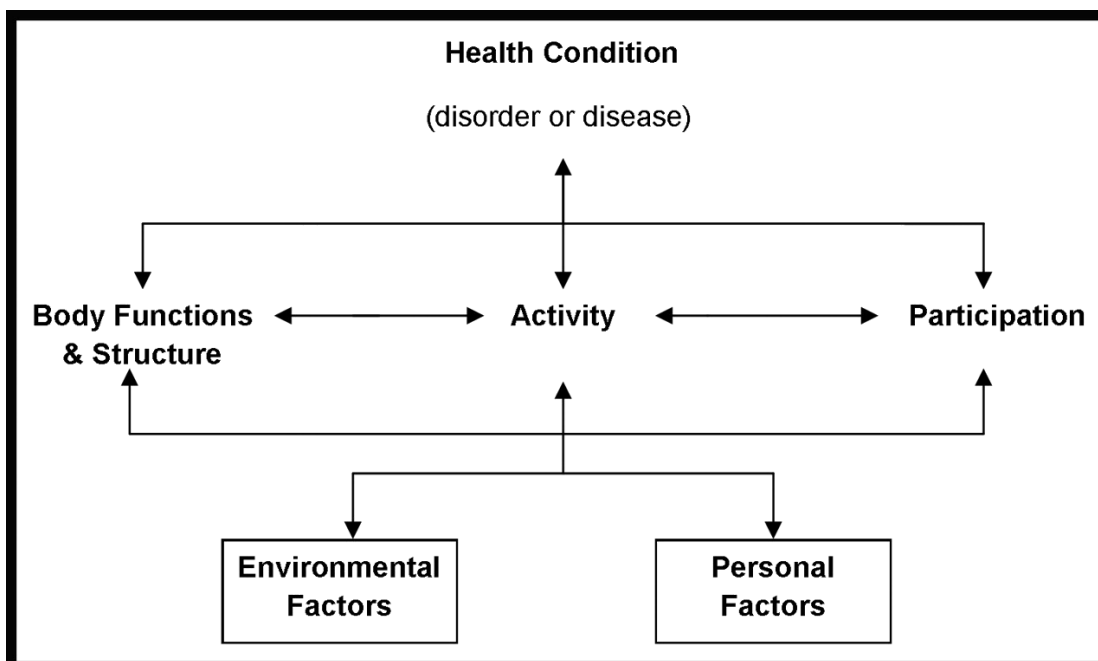 Health Condition
(disorder or disease)
Body Functions
& Structure
Activity
Participation
Environmental
Factors
Personal
Factors